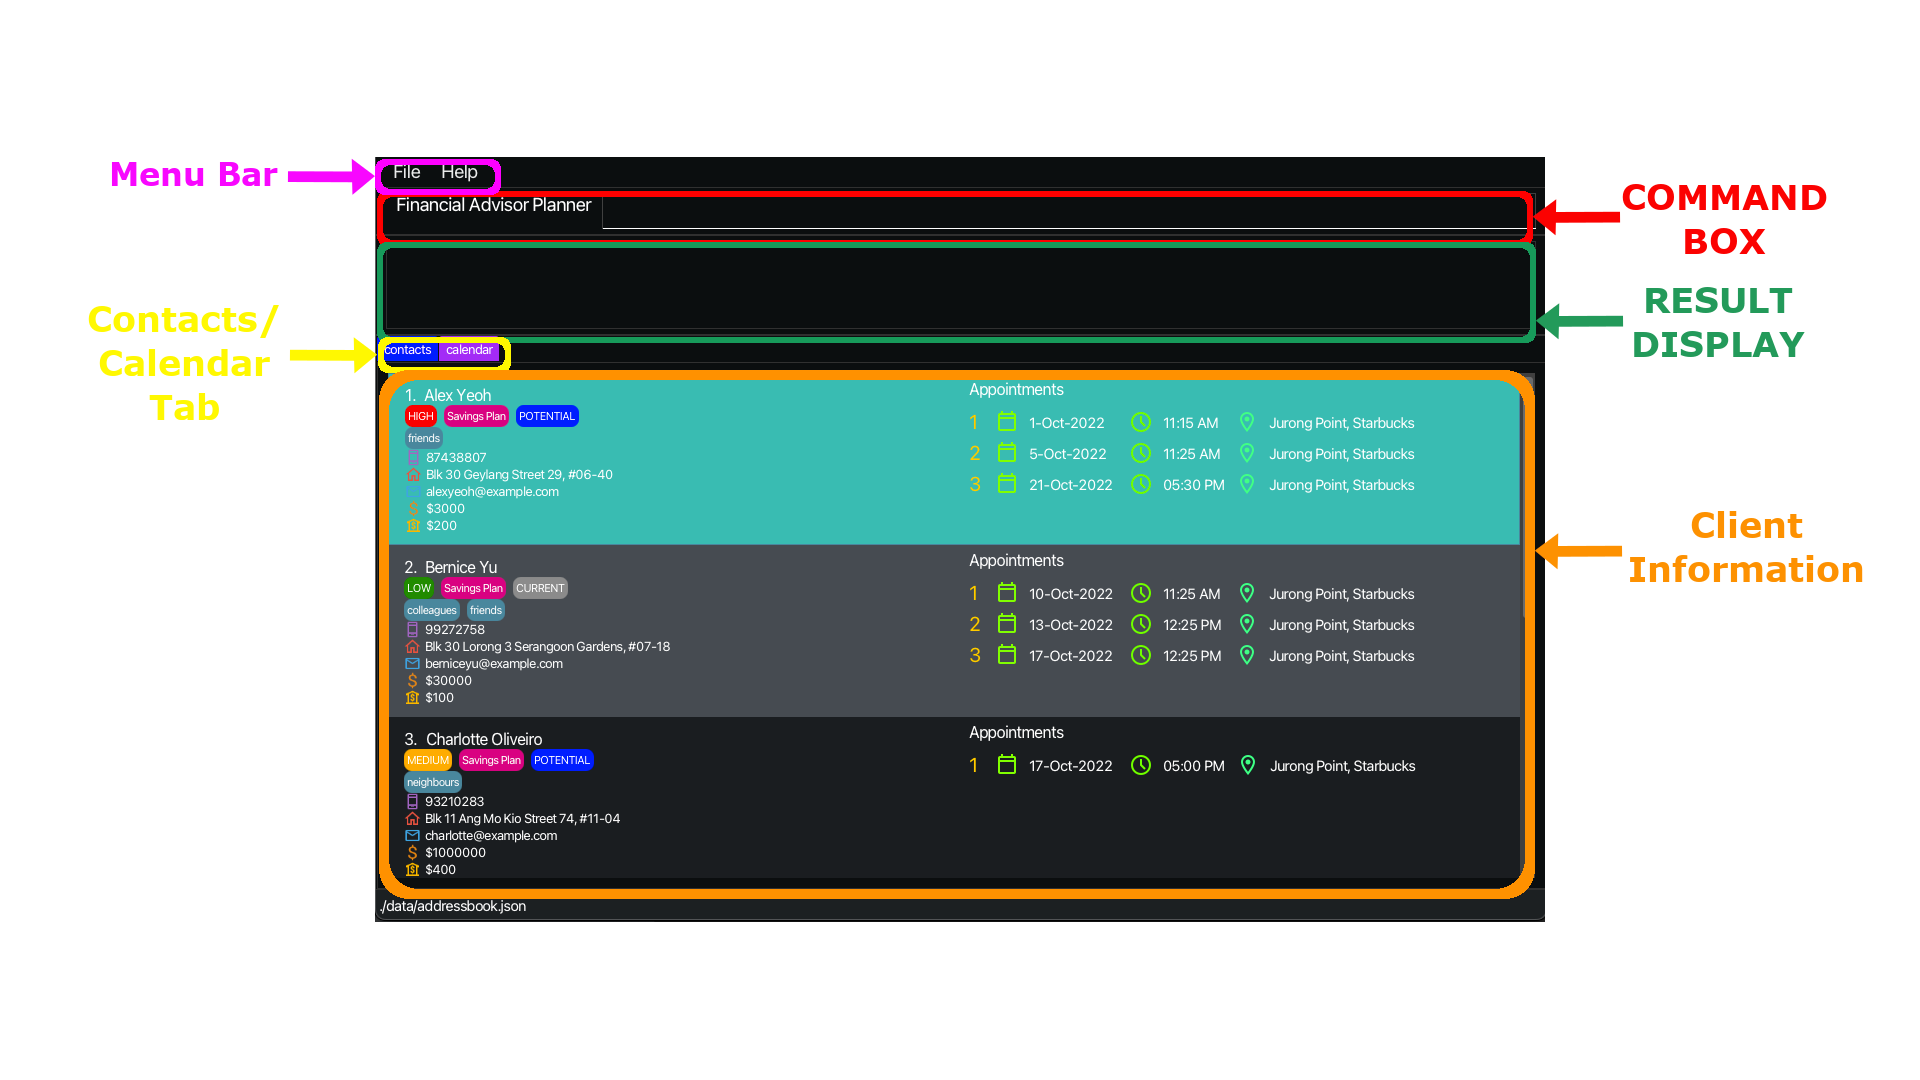 Menu Bar
File Help
Financial Advisor Planner
COMMAND
BOX
RESULT
DISPLAY
Contacts/
Calendar
Tab
contacts calendar
Client
Information
1. Alex Yeoh
HIGH Savings Plan POTENTIAL
friends
87438807
Blk 30 Geylang Street 29, #06-40
alexyeoh@example.com
$3000
$200
Appointments
1 1-Oct-2022 11:15 AM Jurong Point, Starbucks
2 5-Oct-2022 11:25 AM Jurong Point, Starbucks
3 21-Oct-2022 05:30 PM Jurong Point, Starbucks
2. Bernice Yu
LOW Savings Plan CURRENT
colleagues friends
99272758
Blk 30 Lorong 3 Serangoon Gardens, #07-18
berniceyu@example.com
$30000
$100
Appointments
1 10-Oct-2022 11:25 AM Jurong Point, Starbucks
2 13-Oct-2022 12:25 PM Jurong Point, Starbucks
3 17-Oct-2022 12:25 PM Jurong Point, Starbucks
3. Charlotte Oliveiro
MEDIUM Savings Plan POTENTIAL
neighbours
93210283
Blk 11 Ang Mo Kio Street 74, #11-04
charlotte@example.com
$1000000
$400
Appointments
1 17-Oct-2022 05:00 PM Jurong Point, Starbucks
./data/addressbook.json